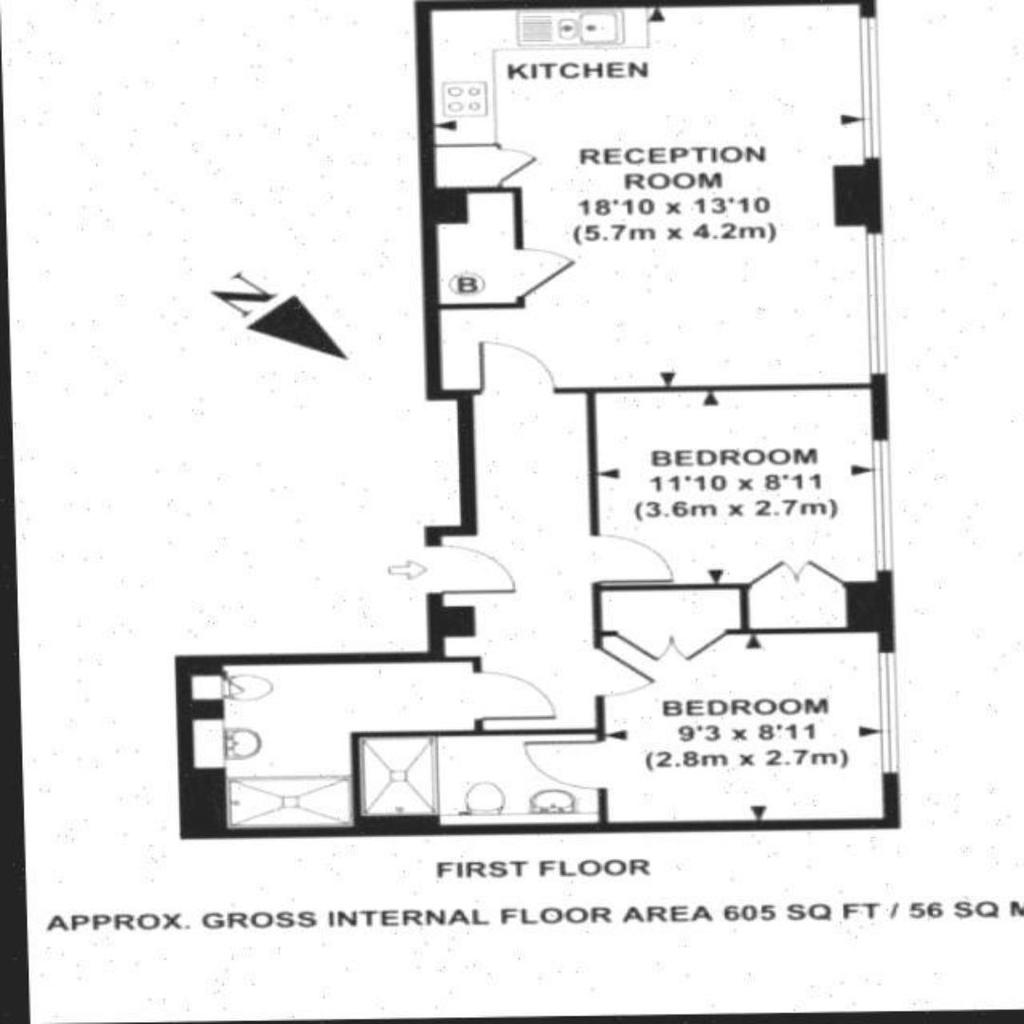 KITCHEN
RECEPTION
ROOM
18'10 x 13'10
(5.7m x 4.2m)
B
N
BEDROOM
11'10 x 8'11
(3.6m x 2.7m)
BEDROOM
9'3 x 8'11
(2.8m x 2.7m)
FIRST FLOOR
APPROX. GROSS INTERNAL FLOOR AREA 605 SQ FT / 56 SQ M